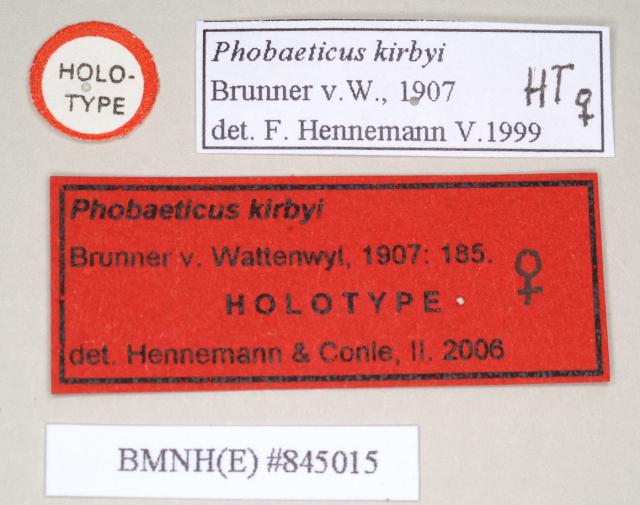 HOLO-
TYPE
Phobaeticus kirbyi
Brunner v.W., 1907
det. F. Hennemann V.1999
HT ♀
Phobaeticus kirbyi
Brunner v. Wattenwyl, 1907: 185.
HOLOTYPE
♀
det. Hennemann & Conle, II. 2006
BMNH(E) #845015